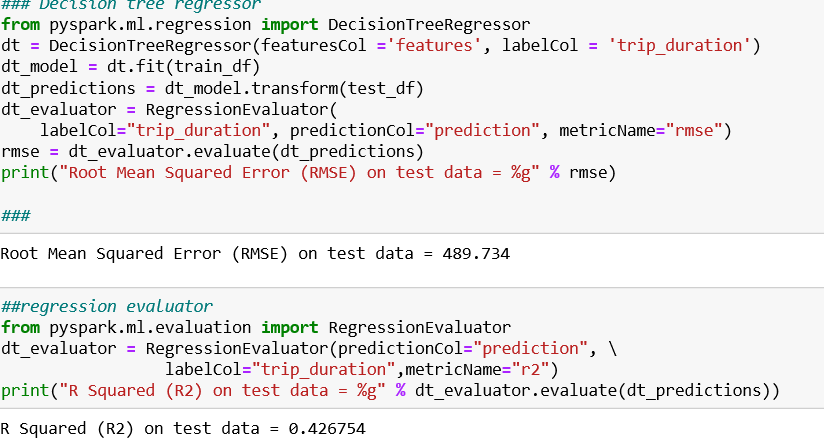 ### Decision tree regressor
from pyspark.ml.regression import DecisionTreeRegressor
dt = DecisionTreeRegressor(featuresCol ='features', labelCol = 'trip_duration')
dt_model = dt.fit(train_df)
dt_predictions = dt_model.transform(test_df)
dt_evaluator = RegressionEvaluator(
    labelCol="trip_duration", predictionCol="prediction", metricName="rmse")
rmse = dt_evaluator.evaluate(dt_predictions)
print("Root Mean Squared Error (RMSE) on test data = %g" % rmse)
###
Root Mean Squared Error (RMSE) on test data = 489.734
##regression evaluator
from pyspark.ml.evaluation import RegressionEvaluator
dt_evaluator = RegressionEvaluator(predictionCol="prediction", \
                labelCol="trip_duration",metricName="r2")
print("R Squared (R2) on test data = %g" % dt_evaluator.evaluate(dt_predictions))
R Squared (R2) on test data = 0.426754